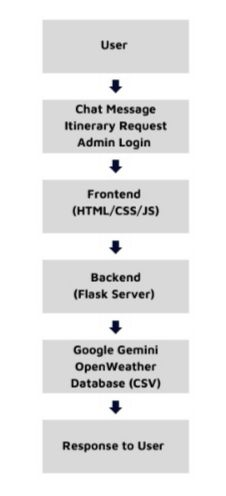 User
Chat Message
Itinerary Request
Admin Login
Frontend
(HTML/CSS/JS)
Backend
(Flask Server)
Google Gemini
OpenWeather
Database (CSV)
Response to User